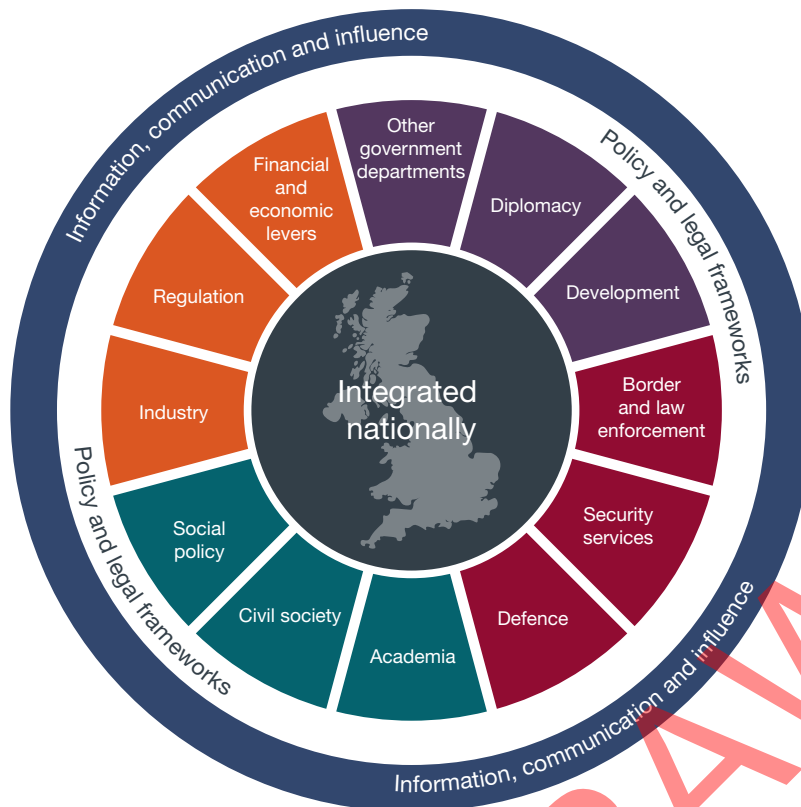 Information, communication and influence
Policy and legal frameworks
Other
government
departments
Diplomacy
Development
Border
and law
enforcement
Security
services
Defence
Academia
Civil society
Social
policy
Industry
Regulation
Financial
and
economic
levers
Integrated
nationally
Policy and legal frameworks
Information, communication and influence